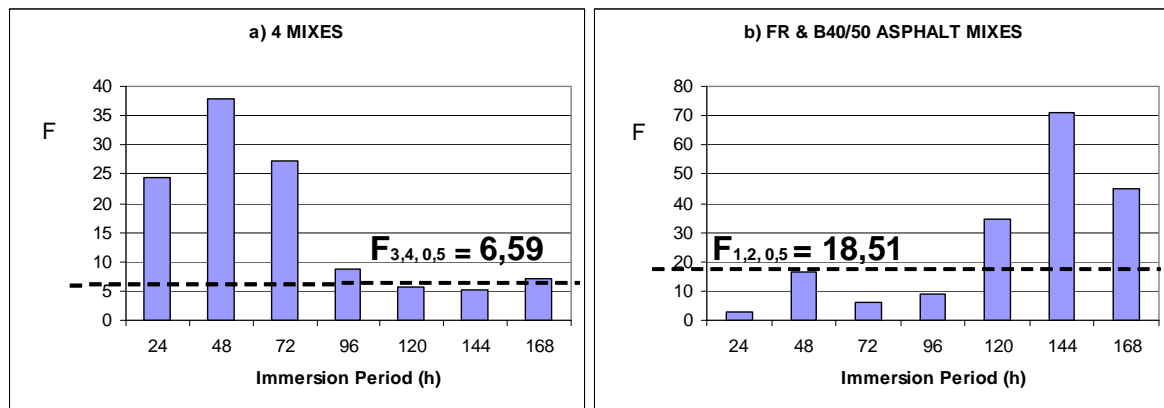 a) 4 MIXES
F
40
35
30
25
20
15
10
5
0
F3,4, 0,5 = 6,59
24 48 72 96 120 144 168
Immersion Period (h)
b) FR & B40/50 ASPHALT MIXES
F
80
70
60
50
40
30
20
10
0
F1,2, 0,5 = 18,51
24 48 72 96 120 144 168
Immersion Period (h)